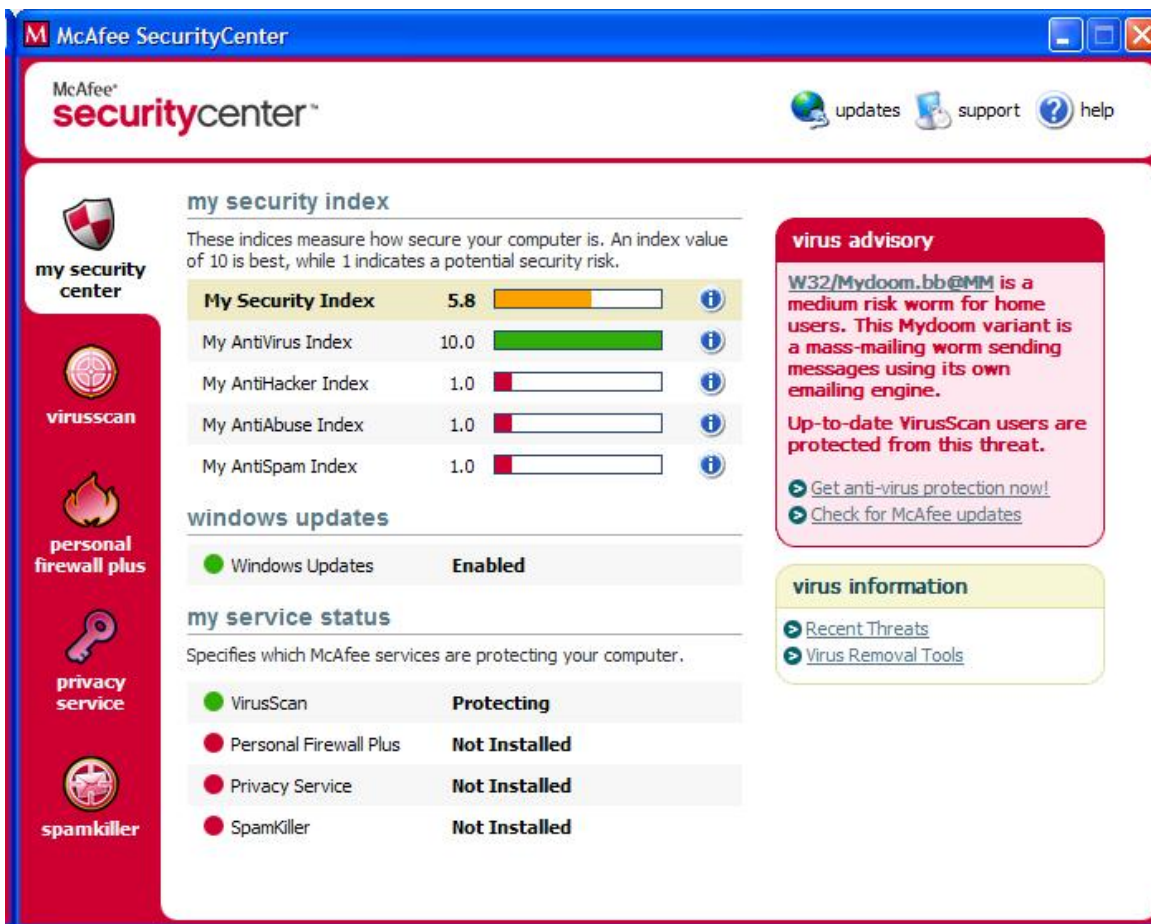 McAfee SecurityCenter
McAfee®
securitycenter™
updates support help
my security
center
virusscan
personal
firewall plus
privacy
service
spamkiller
my security index
These indices measure how secure your computer is. An index value
of 10 is best, while 1 indicates a potential security risk.
My Security Index 5.8
My AntiVirus Index 10.0
My AntiHacker Index 1.0
My AntiAbuse Index 1.0
My AntiSpam Index 1.0
windows updates
Windows Updates Enabled
my service status
Specifies which McAfee services are protecting your computer.
VirusScan Protecting
Personal Firewall Plus Not Installed
Privacy Service Not Installed
SpamKiller Not Installed
virus advisory
W32/Mydoom.bb@MM is a
medium risk worm for home
users. This Mydoom variant is
a mass-mailing worm sending
messages using its own
emailing engine.
Up-to-date VirusScan users are
protected from this threat.
Get anti-virus protection now!
Check for McAfee updates
virus information
Recent Threats
Virus Removal Tools